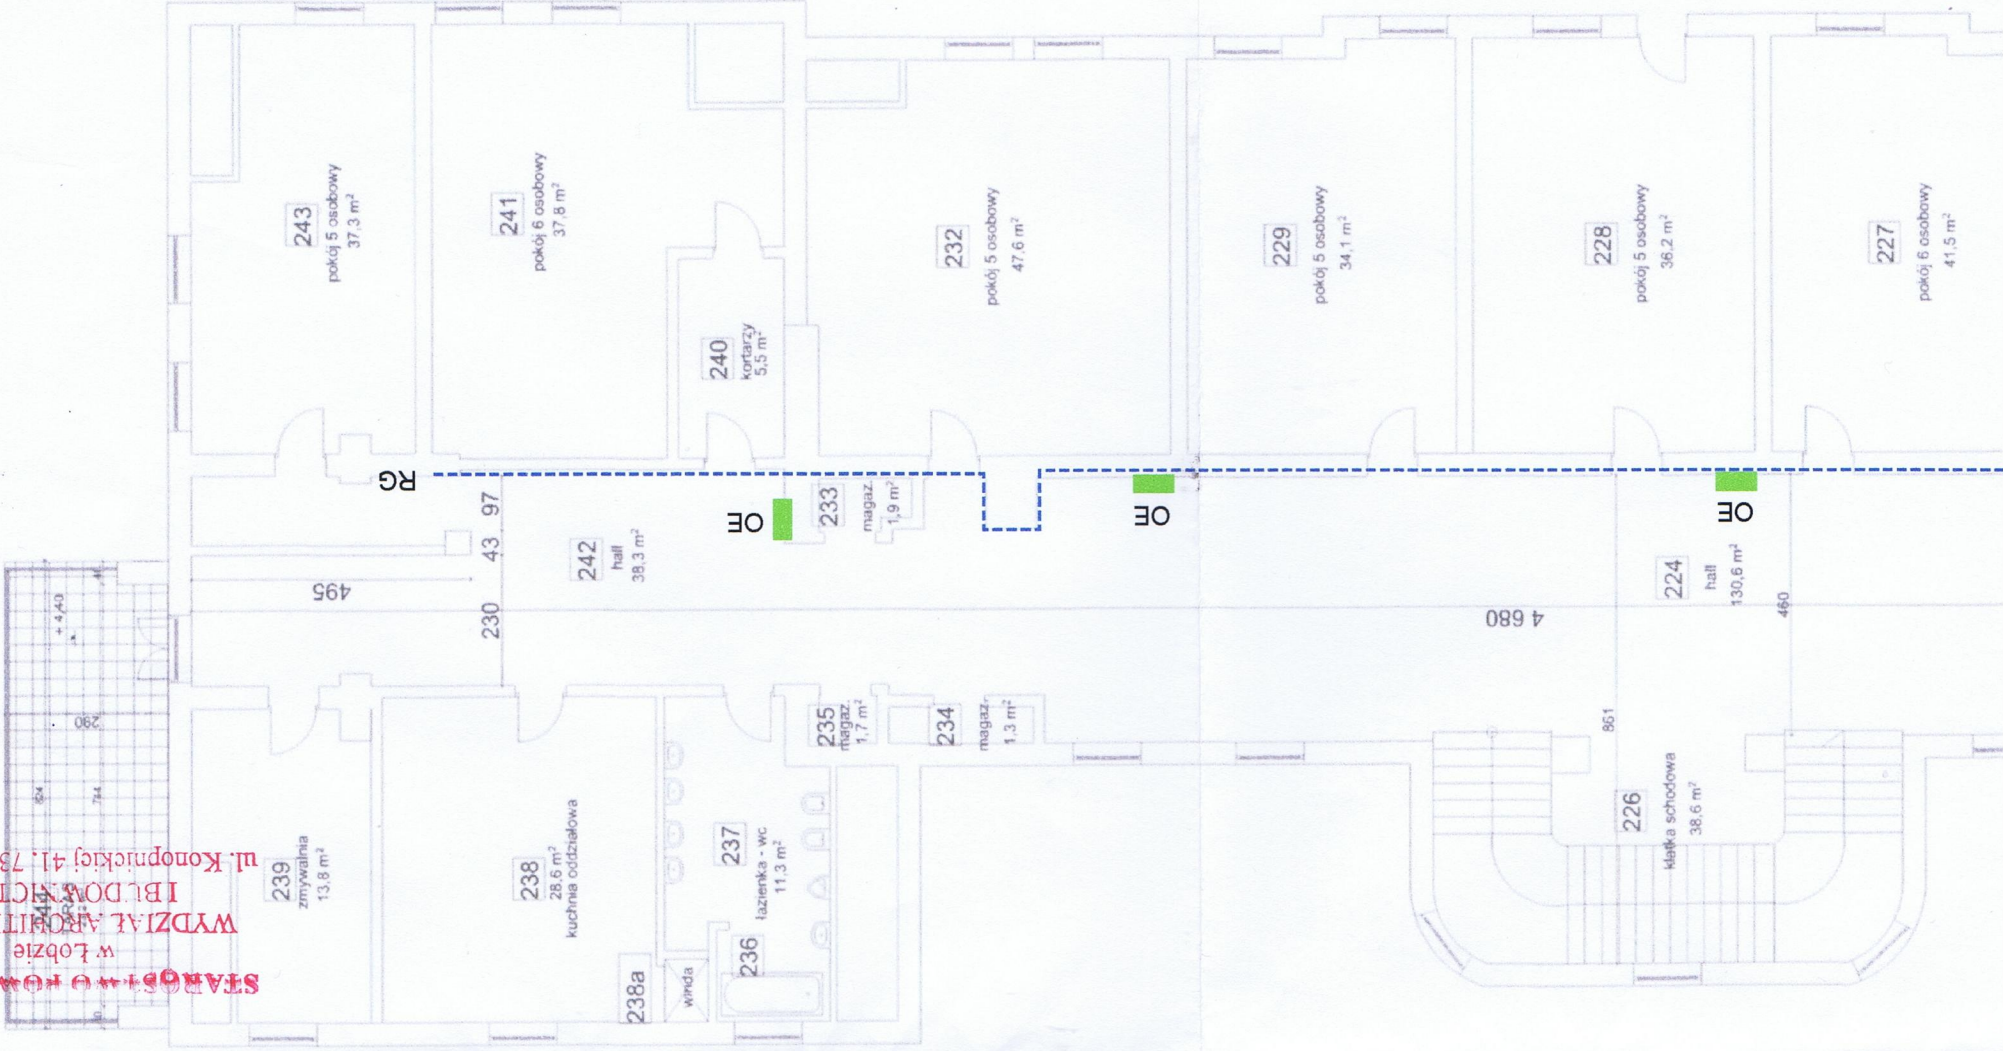 243
pokój 5 osobowy
37,3 m²
241
pokój 6 osobowy
37,8 m²
240
kortarzy
5,5 m²
232
pokój 5 osobowy
47,6 m²
229
pokój 5 osobowy
34,1 m²
228
pokój 5 osobowy
36,2 m²
227
pokój 6 osobowy
41,5 m²
RG
OE
OE
OE
97
43
230
495
242
hall
38,3 m²
233
magaz.
1,9 m²
224
hall
130,6 m²
460
4 680
861
+ 4,40
290
824
744
235
magaz.
1,7 m²
234
magaz.
1,3 m²
226
klatka schodowa
38,6 m²
239
zmywalnia
13,8 m²
238
28,6 m²
kuchnia oddziałowa
237
łazienka - wc
11,3 m²
236
238a
winda
w Łobzie
WYDZIAŁ ARCHIT
I BUDOWNICT
ul. Konopnickiej 41. 73